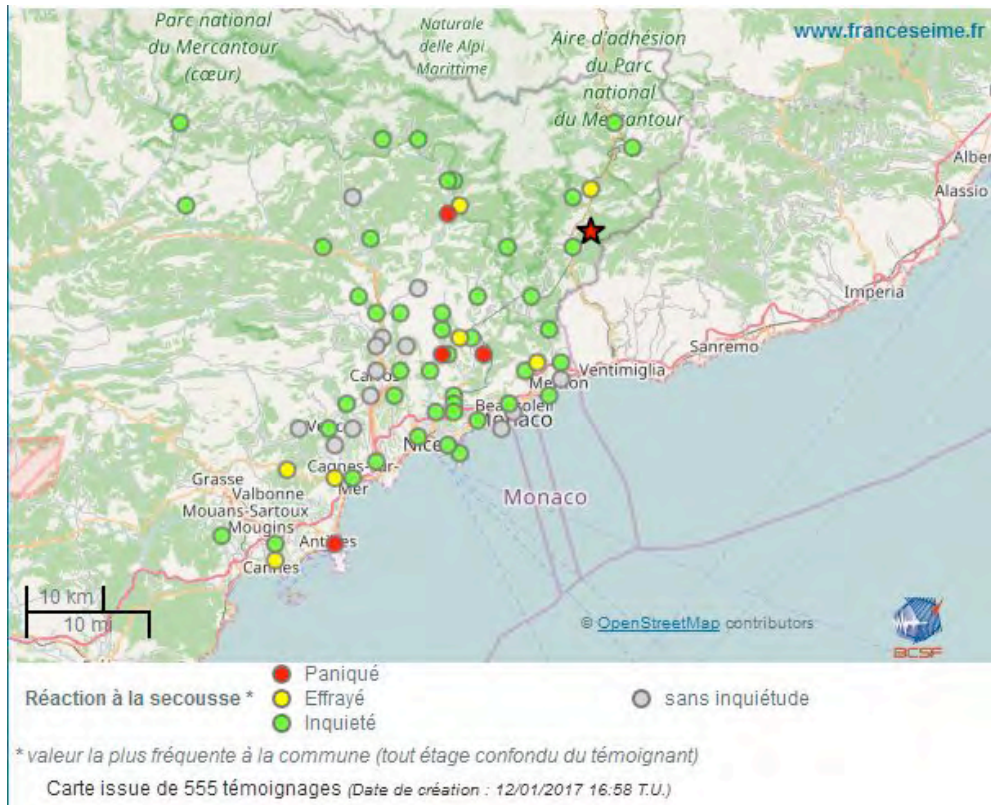 Parc national
du Mercantour
(cœur)
Naturale
delle Alpi
Marittime
Aire d'adhésion
du Parc
national
du Mercantour
www.franceseime.fr
Alassio
Imperia
Sanremo
Ventimiglia
Menton
Beausoleil
Monaco
Nice
Carros
Cagnes-sur-
Mer
Grasse
Valbonne
Mouans-Sartoux
Mougins
Antibes
Cannes
Monaco
10 km
10 mi
© OpenStreetMap contributors
BCSF
Réaction à la secousse *
Paniqué
Effrayé
Inquieté
sans inquiétude
* valeur la plus fréquente à la commune (tout étage confondu du témoignant)
Carte issue de 555 témoignages (Date de création : 12/01/2017 16:58 T.U.)